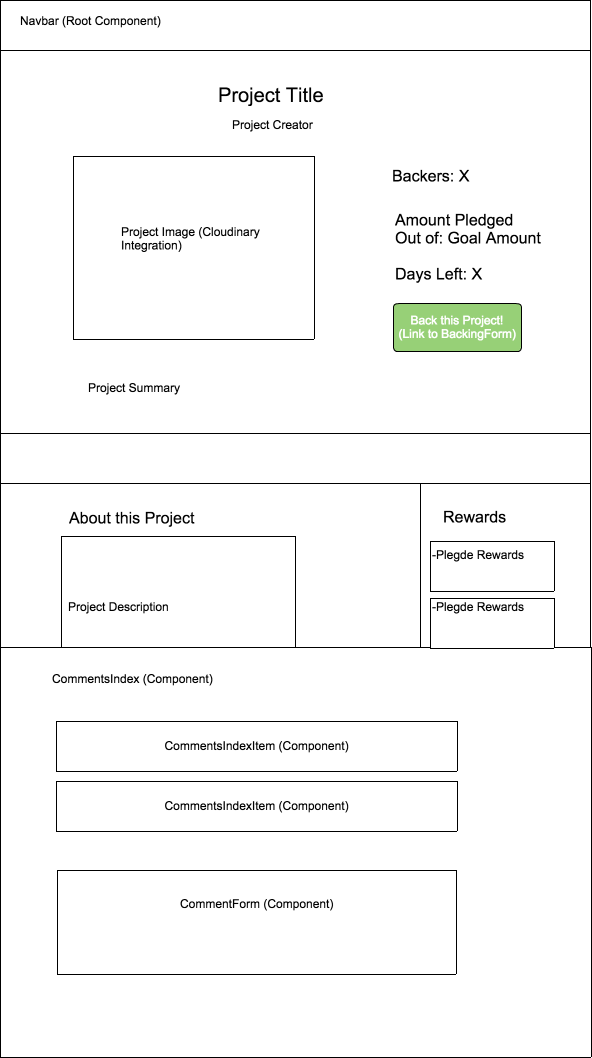 Navbar (Root Component)
Project Title
Project Creator
Project Image (Cloudinary
Integration)
Backers: X
Amount Pledged
Out of: Goal Amount
Days Left: X
Back this Project!
(Link to BackingForm)
Project Summary
About this Project
Project Description
Rewards
-Plegde Rewards
-Plegde Rewards
CommentsIndex (Component)
CommentsIndexItem (Component)
CommentsIndexItem (Component)
CommentForm (Component)